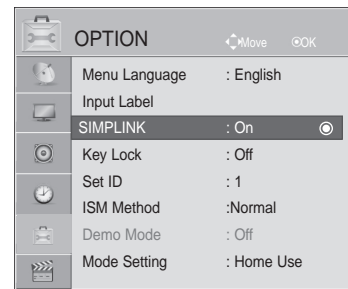 OPTION Move OK
Menu Language : English
Input Label
SIMPLINK : On
Key Lock : Off
Set ID : 1
ISM Method :Normal
Demo Mode : Off
Mode Setting : Home Use